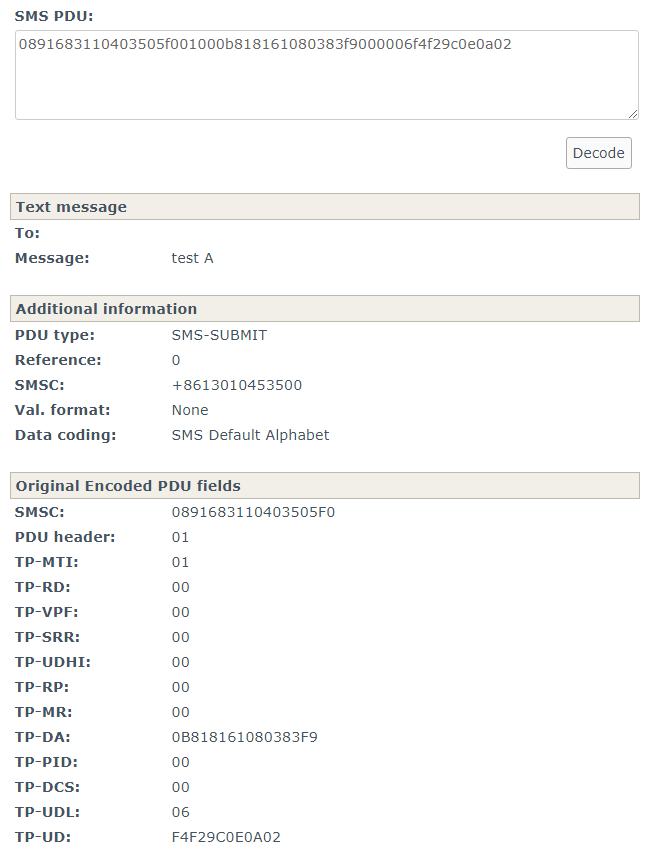 SMS PDU:
0891683110403505f001000b818161080383f9000006f4f29c0e0a02
Decode
Text message
To:
Message: test A
Additional information
PDU type: SMS-SUBMIT
Reference: 0
SMSC: +8613010453500
Val. format: None
Data coding: SMS Default Alphabet
Original Encoded PDU fields
SMSC: 0891683110403505F0
PDU header: 01
TP-MTI: 01
TP-RD: 00
TP-VPF: 00
TP-SRR: 00
TP-UDHI: 00
TP-RP: 00
TP-MR: 00
TP-DA: 0B818161080383F9
TP-PID: 00
TP-DCS: 00
TP-UDL: 06
TP-UD: F4F29C0E0A02